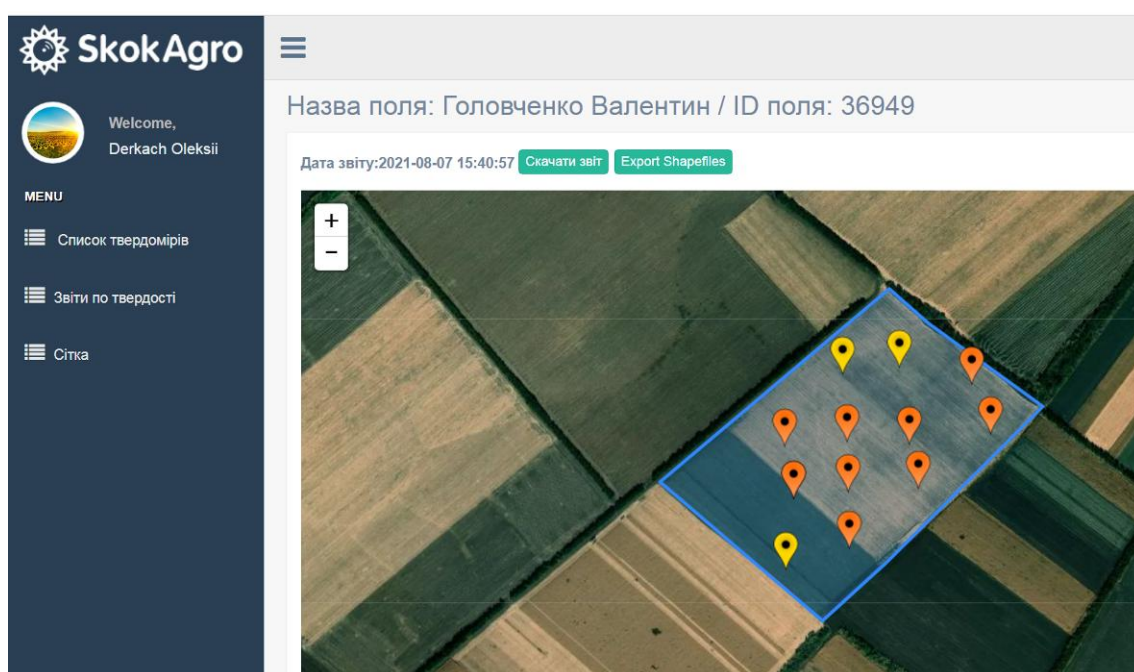 SkokAgro
Welcome,
Derkach Oleksii
MENU
Список твердомірів
Звіти по твердості
Сітка
Назва поля: Головченко Валентин / ID поля: 36949
Дата звіту:2021-08-07 15:40:57 Скачати звіт Export Shapefiles
+
−